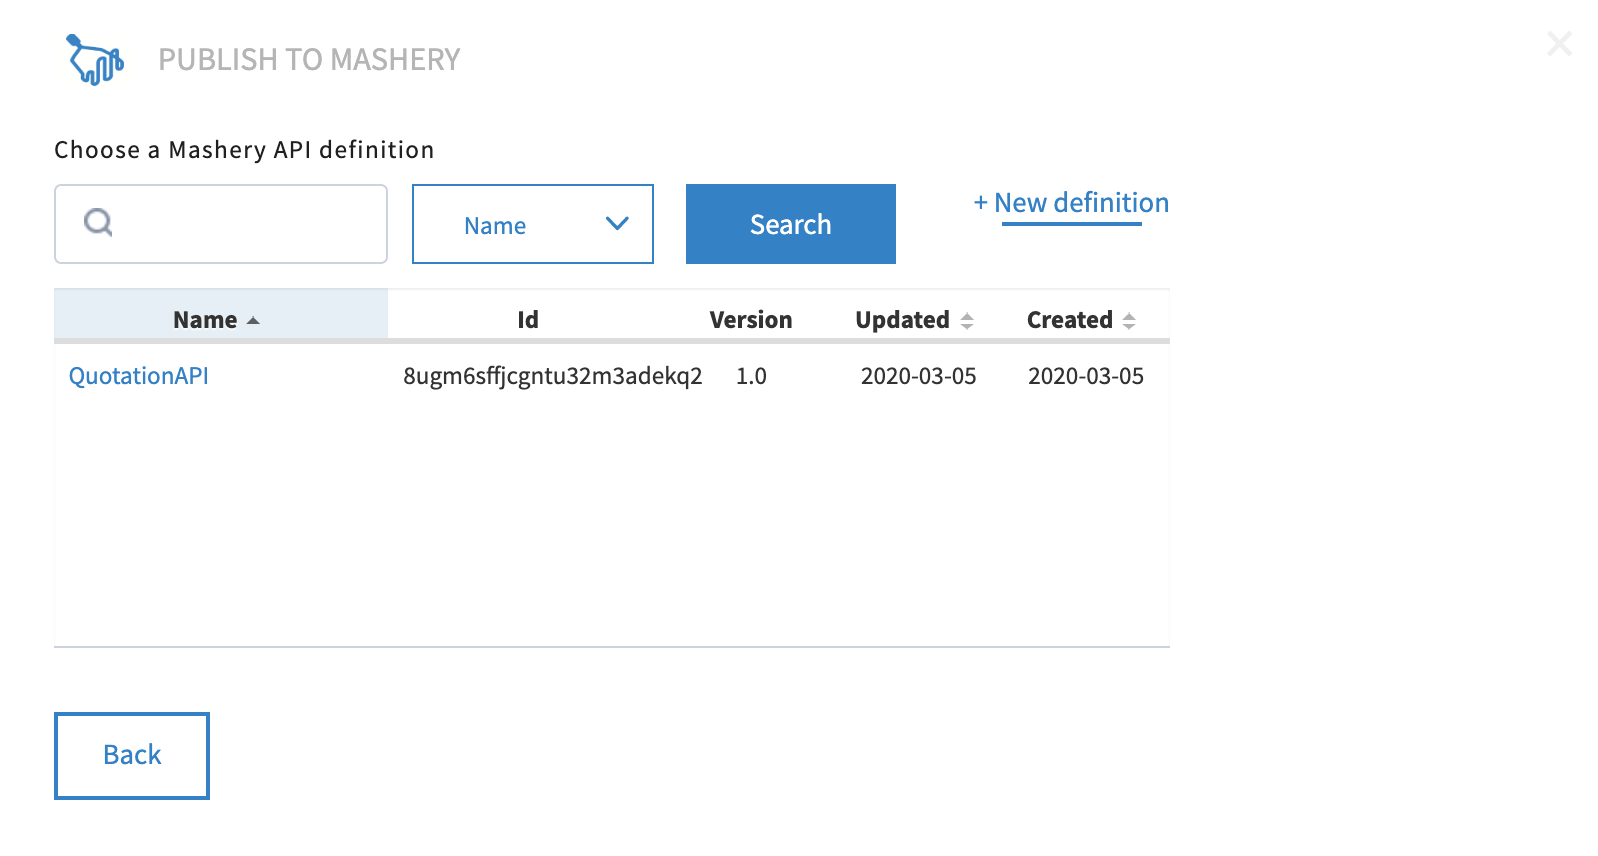 PUBLISH TO MASHERY
Choose a Mashery API definition
Name
Search
+ New definition
Name Id Version Updated Created
QuotationAPI 8ugm6sffjcgntu32m3adekq2 1.0 2020-03-05 2020-03-05
Back